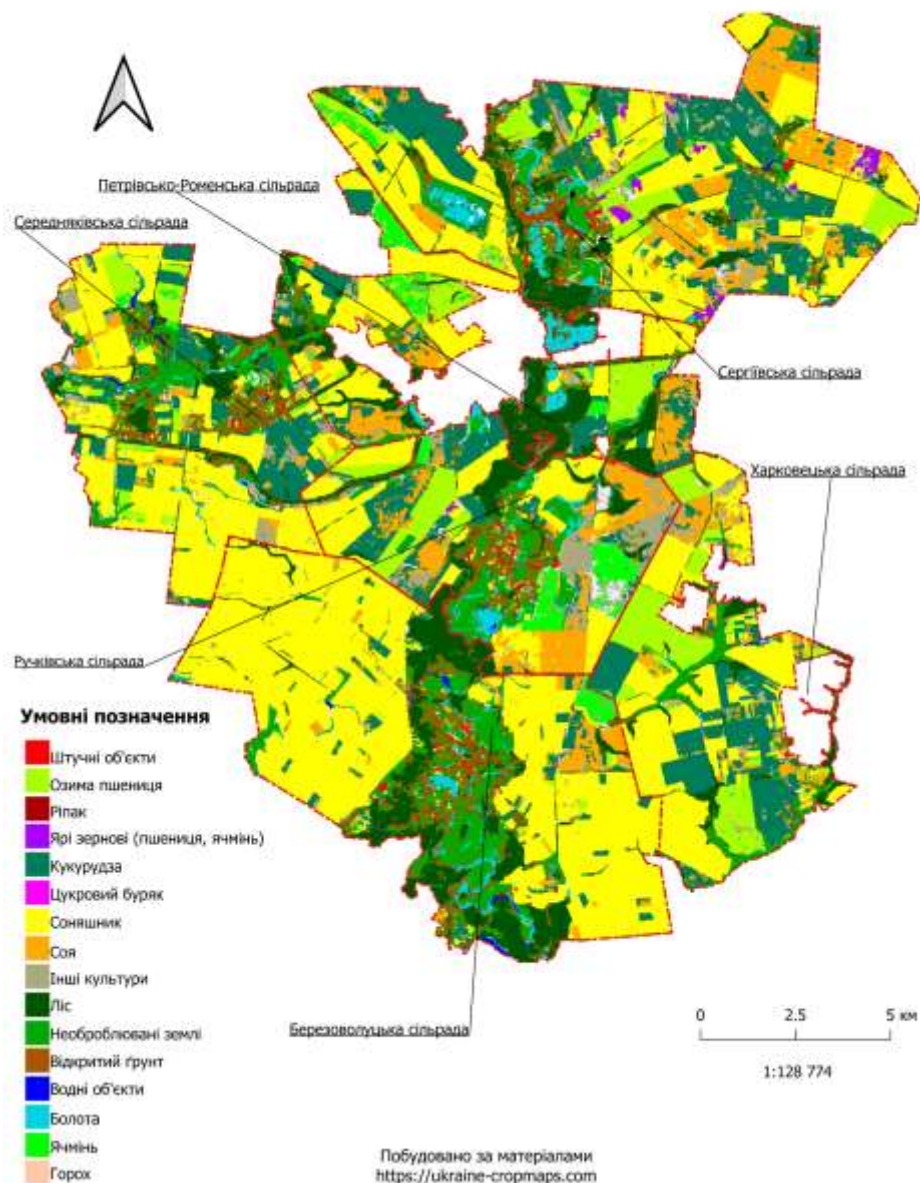 Петрівсько-Роменська сільрада
Середняківська сільрада
Сергіївська сільрада
Харковецька сільрада
Ручківська сільрада
Умовні позначення
Штучні об'єкти
Озима пшениця
Ріпак
Ярі зернові (пшениця, ячмінь)
Кукурудза
Цукровий буряк
Соняшник
Соя
Інші культури
Ліс
Необроблювані землі
Відкритий ґрунт
Водні об'єкти
Болота
Ячмінь
Горох
Березоволуцька сільрада
0 2.5 5 км
1:128 774
Побудовано за матеріалами
https://ukraine-cropmaps.com